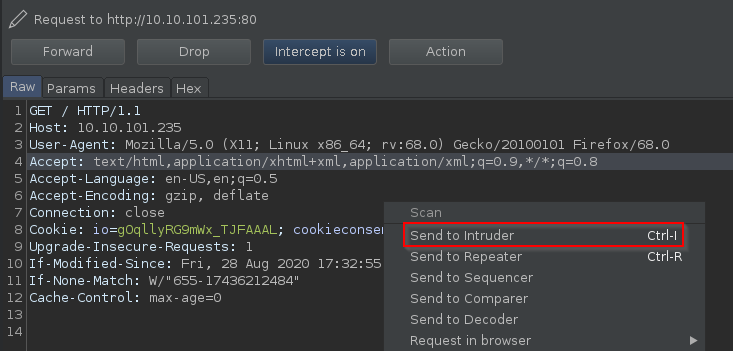 Request to http://10.10.101.235:80
Forward Drop Intercept is on Action
Raw Params Headers Hex
1 GET / HTTP/1.1
2 Host: 10.10.101.235
3 User-Agent: Mozilla/5.0 (X11; Linux x86_64; rv:68.0) Gecko/20100101 Firefox/68.0
4 Accept: text/html,application/xhtml+xml,application/xml;q=0.9,*/*;q=0.8
5 Accept-Language: en-US,en;q=0.5
6 Accept-Encoding: gzip, deflate
7 Connection: close
8 Cookie: io=gOqllyRG9mWx_TJFAAAL; cookieconsen
9 Upgrade-Insecure-Requests: 1
10 If-Modified-Since: Fri, 28 Aug 2020 17:32:55
11 If-None-Match: W/"655-17436212484"
12 Cache-Control: max-age=0
13
14
Scan
Send to Intruder Ctrl-I
Send to Repeater Ctrl-R
Send to Sequencer
Send to Comparer
Send to Decoder
Request in browser